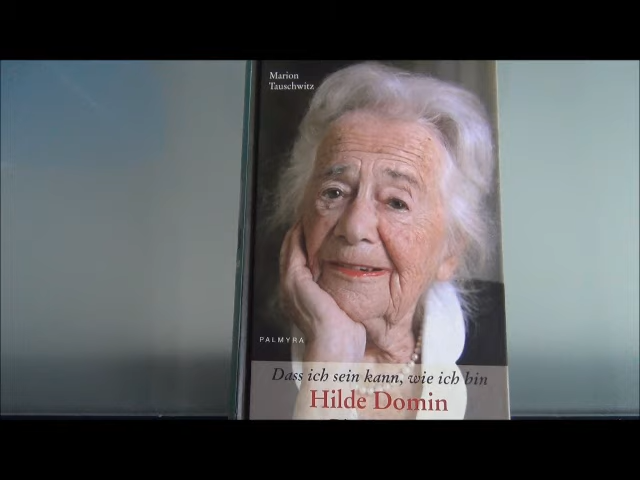 Marion
Tauschwitz
PALMYRA
Dass ich sein kann, wie ich bin
Hilde Domin